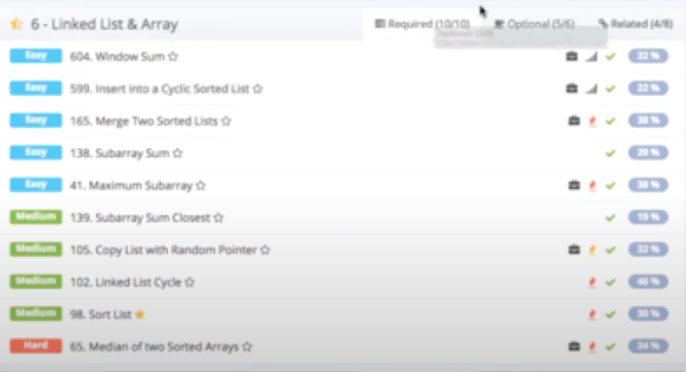 6 - Linked List & Array Required (10/10) Optional (5/6) Related (4/8)
Easy 604. Window Sum 32 %
Easy 599. Insert into a Cyclic Sorted List 22 %
Easy 165. Merge Two Sorted Lists 38 %
Easy 138. Subarray Sum 29 %
Easy 41. Maximum Subarray 38 %
Medium 139. Subarray Sum Closest 19 %
Medium 105. Copy List with Random Pointer 32 %
Medium 102. Linked List Cycle 46 %
Medium 98. Sort List 30 %
Hard 65. Median of two Sorted Arrays 24 %